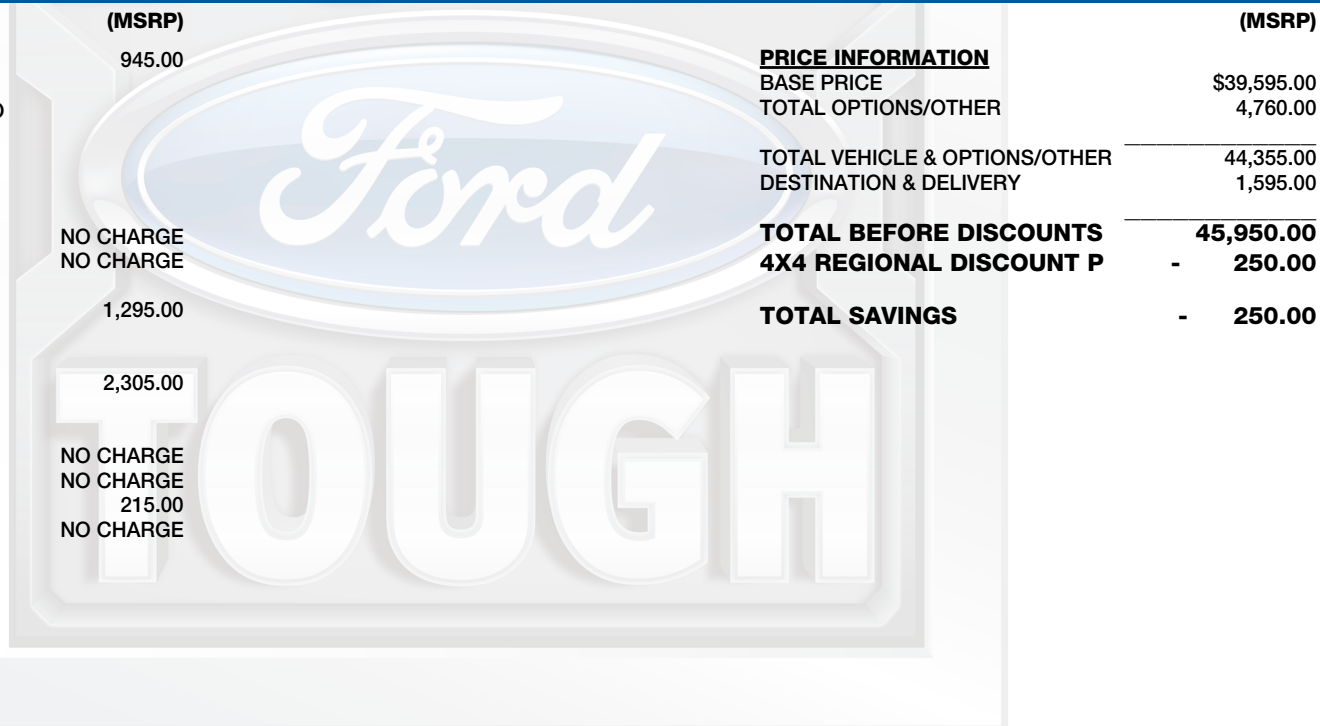 (MSRP)
945.00
NO CHARGE
NO CHARGE
1,295.00
2,305.00
NO CHARGE
NO CHARGE
215.00
NO CHARGE
Ford
TOUGH
(MSRP)
PRICE INFORMATION
BASE PRICE $39,595.00
TOTAL OPTIONS/OTHER 4,760.00
TOTAL VEHICLE & OPTIONS/OTHER 44,355.00
DESTINATION & DELIVERY 1,595.00
TOTAL BEFORE DISCOUNTS 45,950.00
4X4 REGIONAL DISCOUNT P - 250.00
TOTAL SAVINGS - 250.00